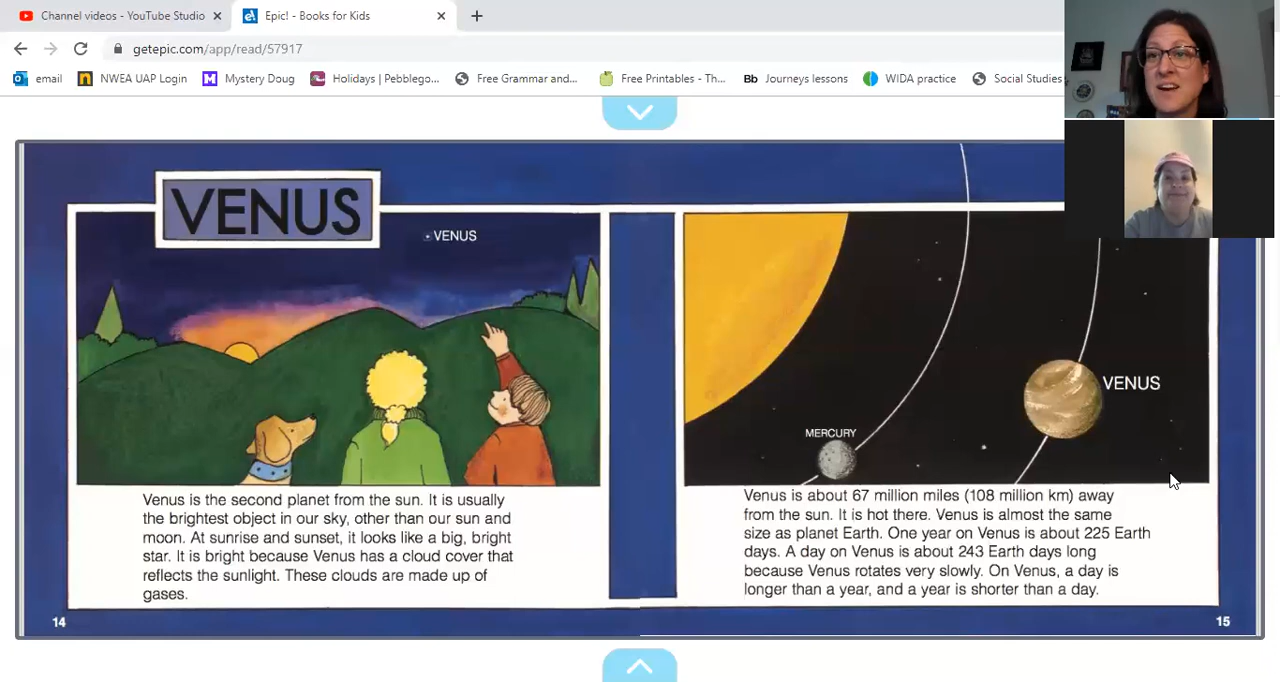 Channel videos - YouTube Studio
Epic! - Books for Kids
getepic.com/app/read/57917
email
NWEA UAP Login
Mystery Doug
Holidays | Pebblego...
Free Grammar and...
Free Printables - Th...
Bb Journeys lessons
WIDA practice
Social Studies
VENUS
VENUS
Venus is the second planet from the sun. It is usually
the brightest object in our sky, other than our sun and
moon. At sunrise and sunset, it looks like a big, bright
star. It is bright because Venus has a cloud cover that
reflects the sunlight. These clouds are made up of
gases.
14
MERCURY
VENUS
Venus is about 67 million miles (108 million km) away
from the sun. It is hot there. Venus is almost the same
size as planet Earth. One year on Venus is about 225 Earth
days. A day on Venus is about 243 Earth days long
because Venus rotates very slowly. On Venus, a day is
longer than a year, and a year is shorter than a day.
15